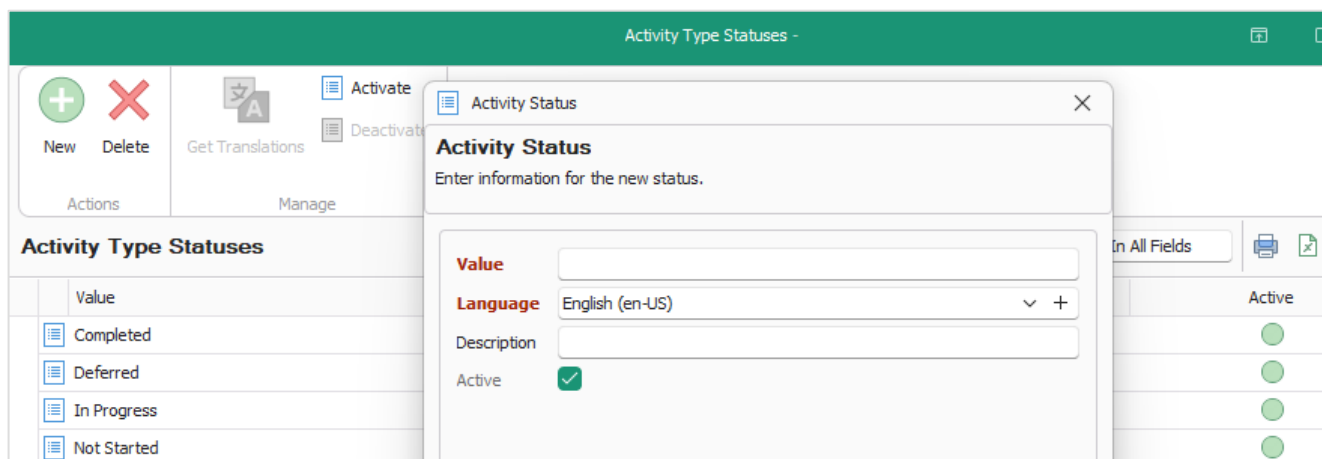 Activity Type Statuses -
New
Delete
Get Translations
Activate
Deactivate
Actions
Manage
Activity Type Statuses
In All Fields
Value
Active
Completed
Deferred
In Progress
Not Started
Activity Status
Activity Status
Enter information for the new status.
Value
Language
English (en-US)
Description
Active